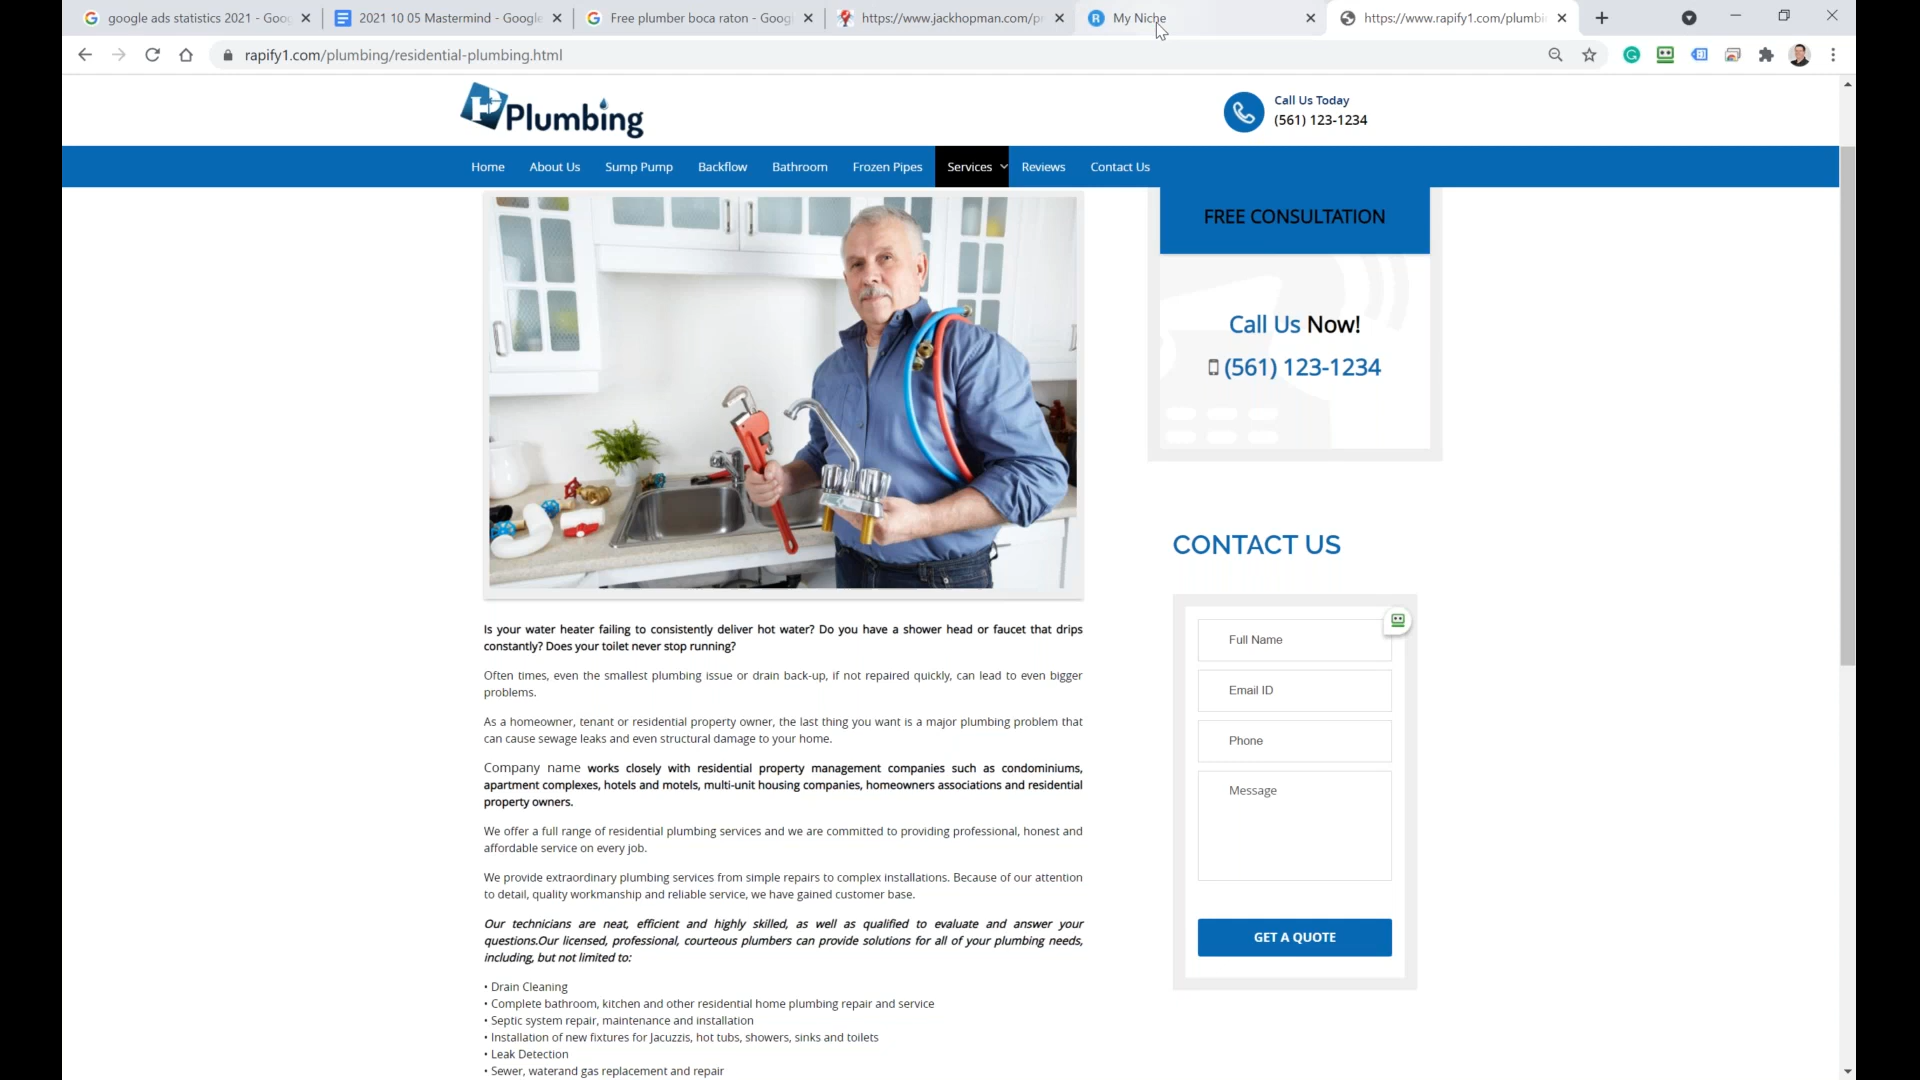 google ads statistics 2021 - Goog
2021 10 05 Mastermind - Google
Free plumber boca raton - Googl
https://www.jackhopman.com/pr
My Niche
https://www.rapify1.com/plumbi
rapify1.com/plumbing/residential-plumbing.html
Plumbing
Call Us Today
(561) 123-1234
Home About Us Sump Pump Backflow Bathroom Frozen Pipes Services Reviews Contact Us
FREE CONSULTATION
Call Us Now!
(561) 123-1234
CONTACT US
Full Name
Email ID
Phone
Message
GET A QUOTE
Is your water heater failing to consistently deliver hot water? Do you have a shower head or faucet that drips
constantly? Does your toilet never stop running?
Often times, even the smallest plumbing issue or drain back-up, if not repaired quickly, can lead to even bigger
problems.
As a homeowner, tenant or residential property owner, the last thing you want is a major plumbing problem that
can cause sewage leaks and even structural damage to your home.
Company name works closely with residential property management companies such as condominiums,
apartment complexes, hotels and motels, multi-unit housing companies, homeowners associations and residential
property owners.
We offer a full range of residential plumbing services and we are committed to providing professional, honest and
affordable service on every job.
We provide extraordinary plumbing services from simple repairs to complex installations. Because of our attention
to detail, quality workmanship and reliable service, we have gained customer base.
Our technicians are neat, efficient and highly skilled, as well as qualified to evaluate and answer your
questions.Our licensed, professional, courteous plumbers can provide solutions for all of your plumbing needs,
including, but not limited to:
• Drain Cleaning
• Complete bathroom, kitchen and other residential home plumbing repair and service
• Septic system repair, maintenance and installation
• Installation of new fixtures for Jacuzzis, hot tubs, showers, sinks and toilets
• Leak Detection
• Sewer, waterand gas replacement and repair